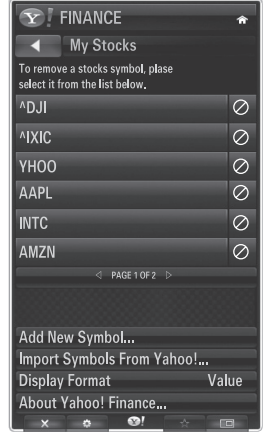 Y! FINANCE
My Stocks
To remove a stocks symbol, plase
select it from the list below.
^DJI
^IXIC
YHOO
AAPL
INTC
AMZN
PAGE 1 OF 2
Add New Symbol...
Import Symbols From Yahoo!...
Display Format Value
About Yahoo! Finance...
Y!